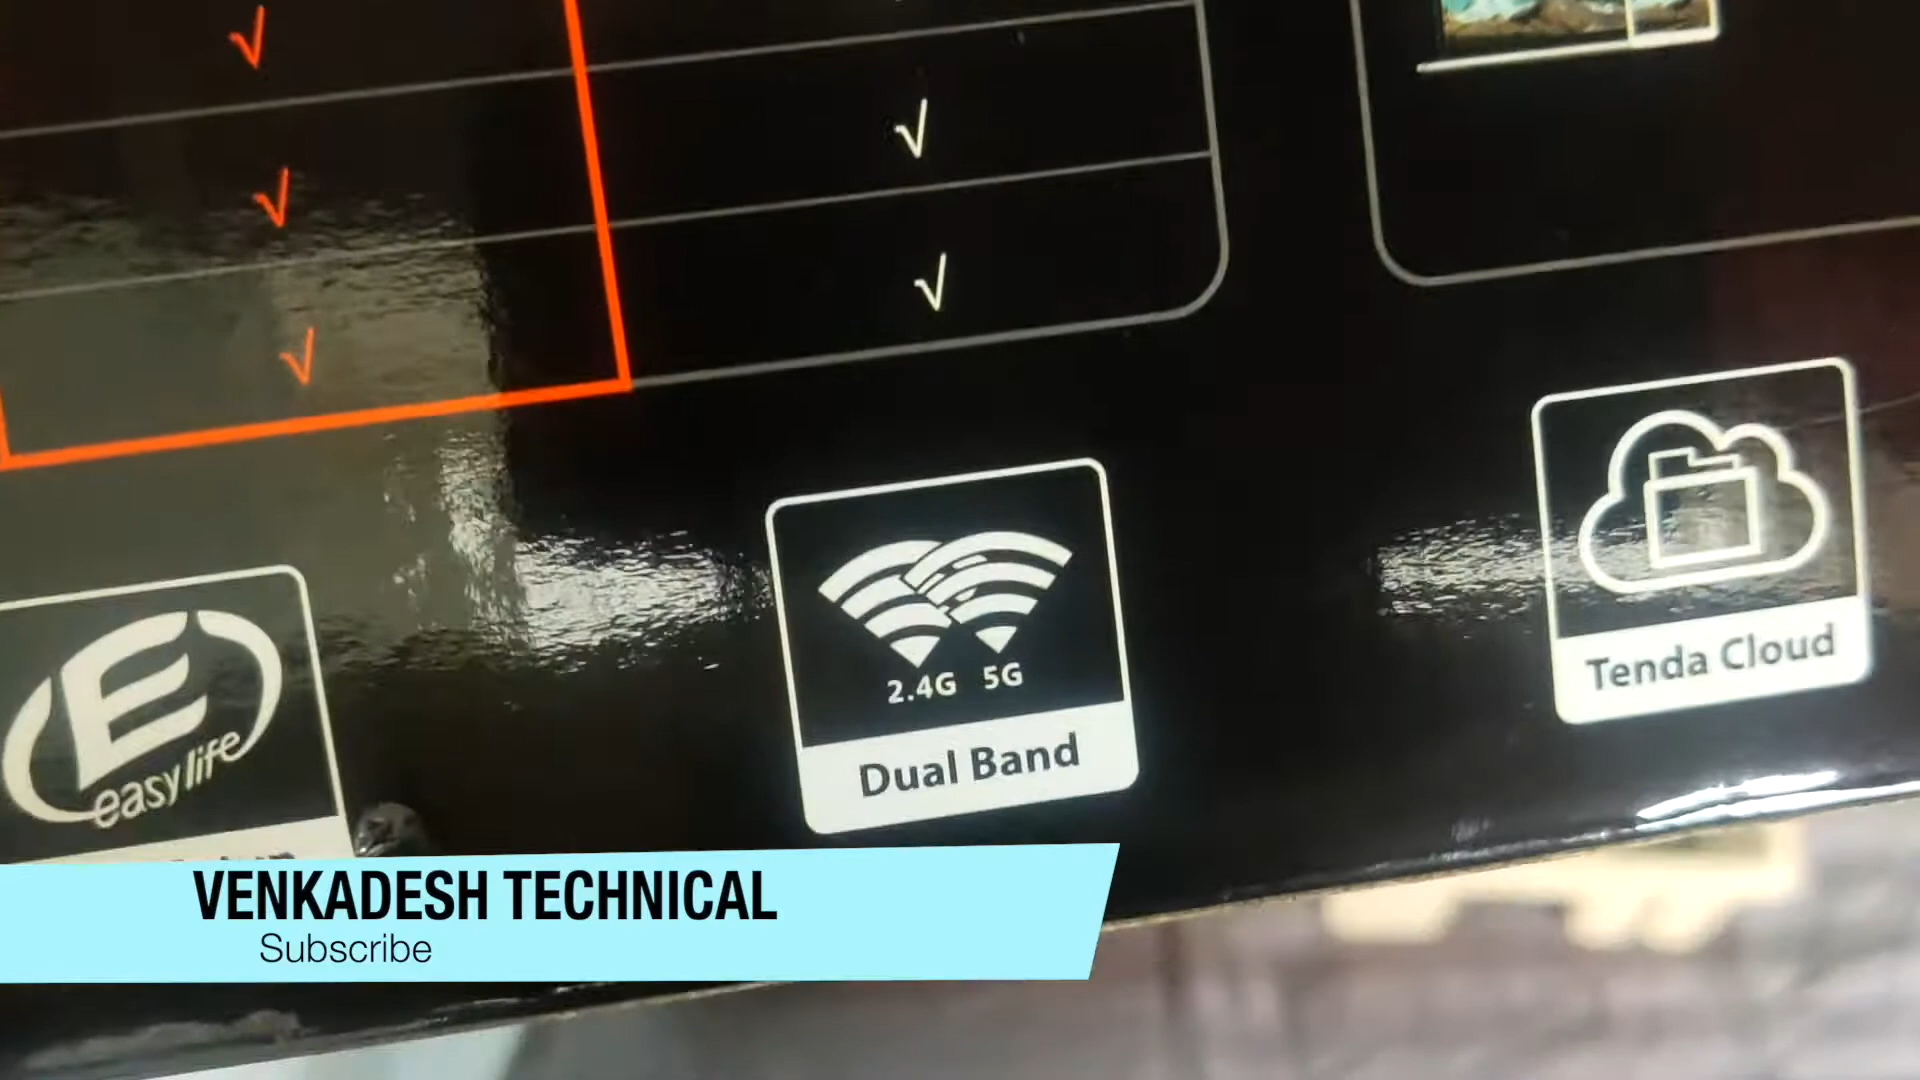 √
√
√
√
√
E
easy life
2.4G 5G
Dual Band
Tenda Cloud
VENKADESH TECHNICAL
Subscribe